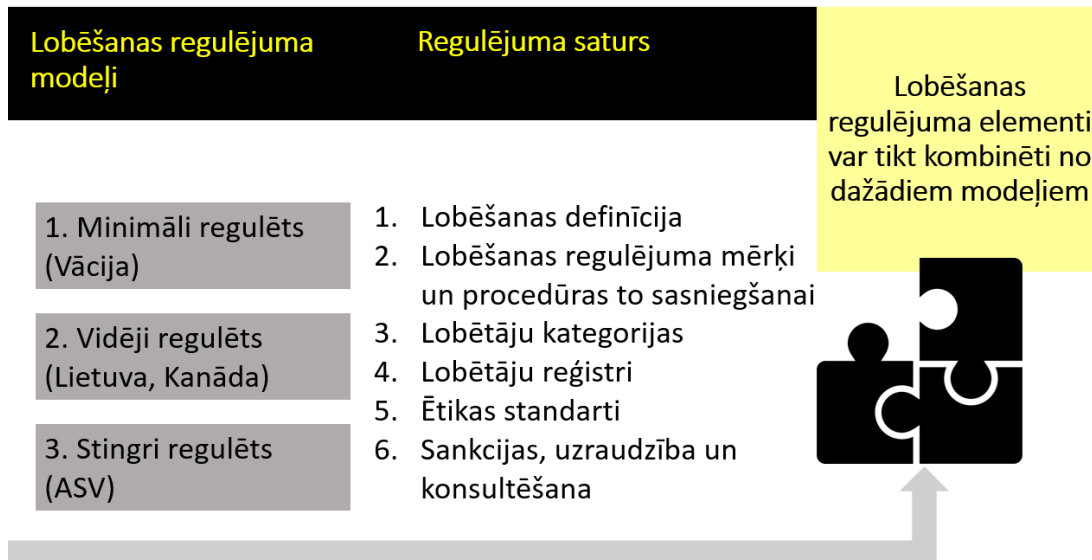 Lobēšanas regulējuma
modeļi
Regulējuma saturs
Lobēšanas
regulējuma elementi
var tikt kombinēti no
dažādiem modeļiem
1. Minimāli regulēts
(Vācija)
2. Vidēji regulēts
(Lietuva, Kanāda)
3. Stingri regulēts
(ASV)
1. Lobēšanas definīcija
2. Lobēšanas regulējuma mērķi
un procedūras to sasniegšanai
3. Lobētāju kategorijas
4. Lobētāju reģistri
5. Ētikas standarti
6. Sankcijas, uzraudzība un
konsultēšana